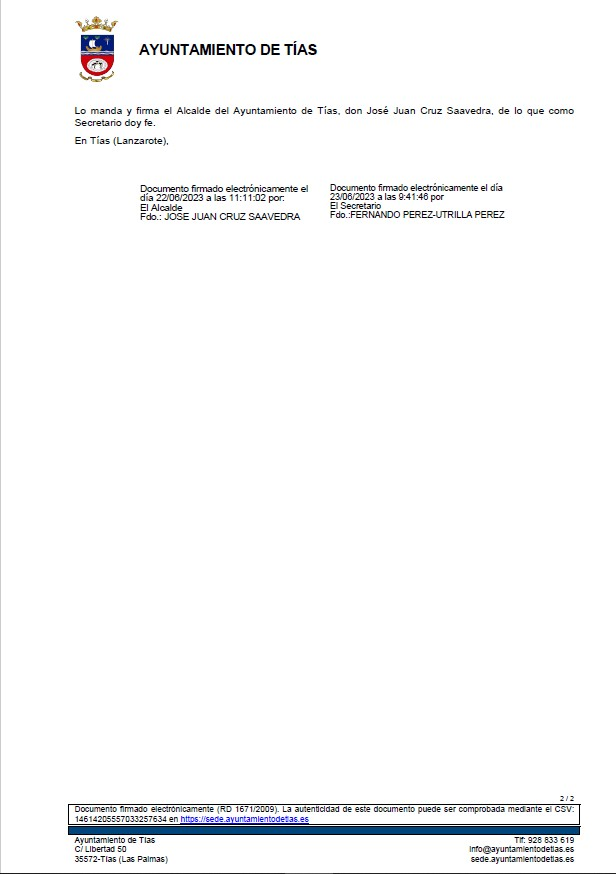 AYUNTAMIENTO DE TÍAS
Lo manda y firma el Alcalde del Ayuntamiento de Tías, don José Juan Cruz Saavedra, de lo que como
Secretario doy fe.
En Tías (Lanzarote),
Documento firmado electrónicamente el
día 22/06/2023 a las 11:11:02 por:
El Alcalde
Fdo.: JOSE JUAN CRUZ SAAVEDRA
Documento firmado electrónicamente el día
23/06/2023 a las 9:41:46 por
El Secretario
Fdo.:FERNANDO PEREZ-UTRILLA PEREZ
2 / 2
Documento firmado electrónicamente (RD 1671/2009). La autenticidad de este documento puede ser comprobada mediante el CSV:
14614205557033257634 en https://sede.ayuntamientodetias.es
Ayuntamiento de Tías
C/ Libertad 50
35572-Tías (Las Palmas)
Tlf: 928 833 619
info@ayuntamientodetias.es
sede.ayuntamientodetias.es